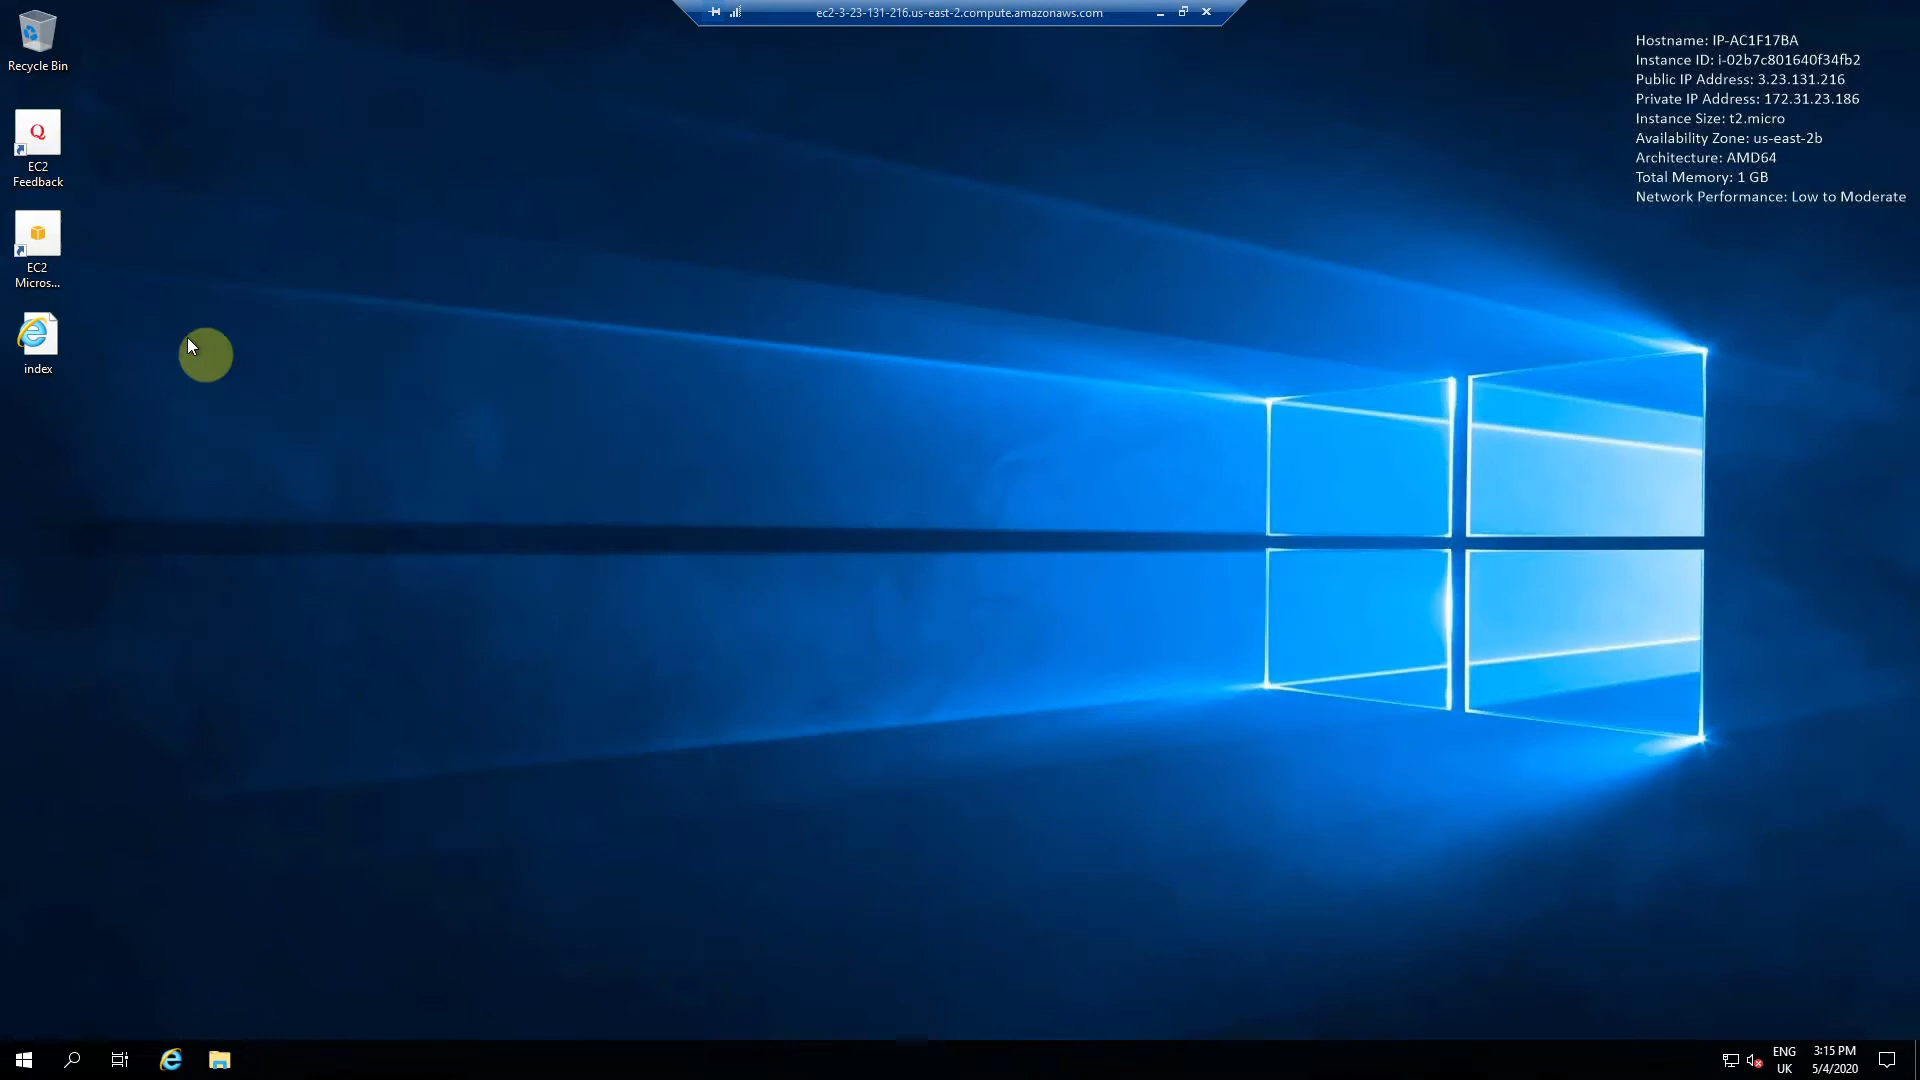 ec2-3-23-131-216.us-east-2.compute.amazonaws.com
Hostname: IP-AC1F17BA
Instance ID: i-02b7c801640f34fb2
Public IP Address: 3.23.131.216
Private IP Address: 172.31.23.186
Instance Size: t2.micro
Availability Zone: us-east-2b
Architecture: AMD64
Total Memory: 1 GB
Network Performance: Low to Moderate
Recycle Bin
Q
EC2
Feedback
EC2
Micros...
index
ENG
UK
3:15 PM
5/4/2020